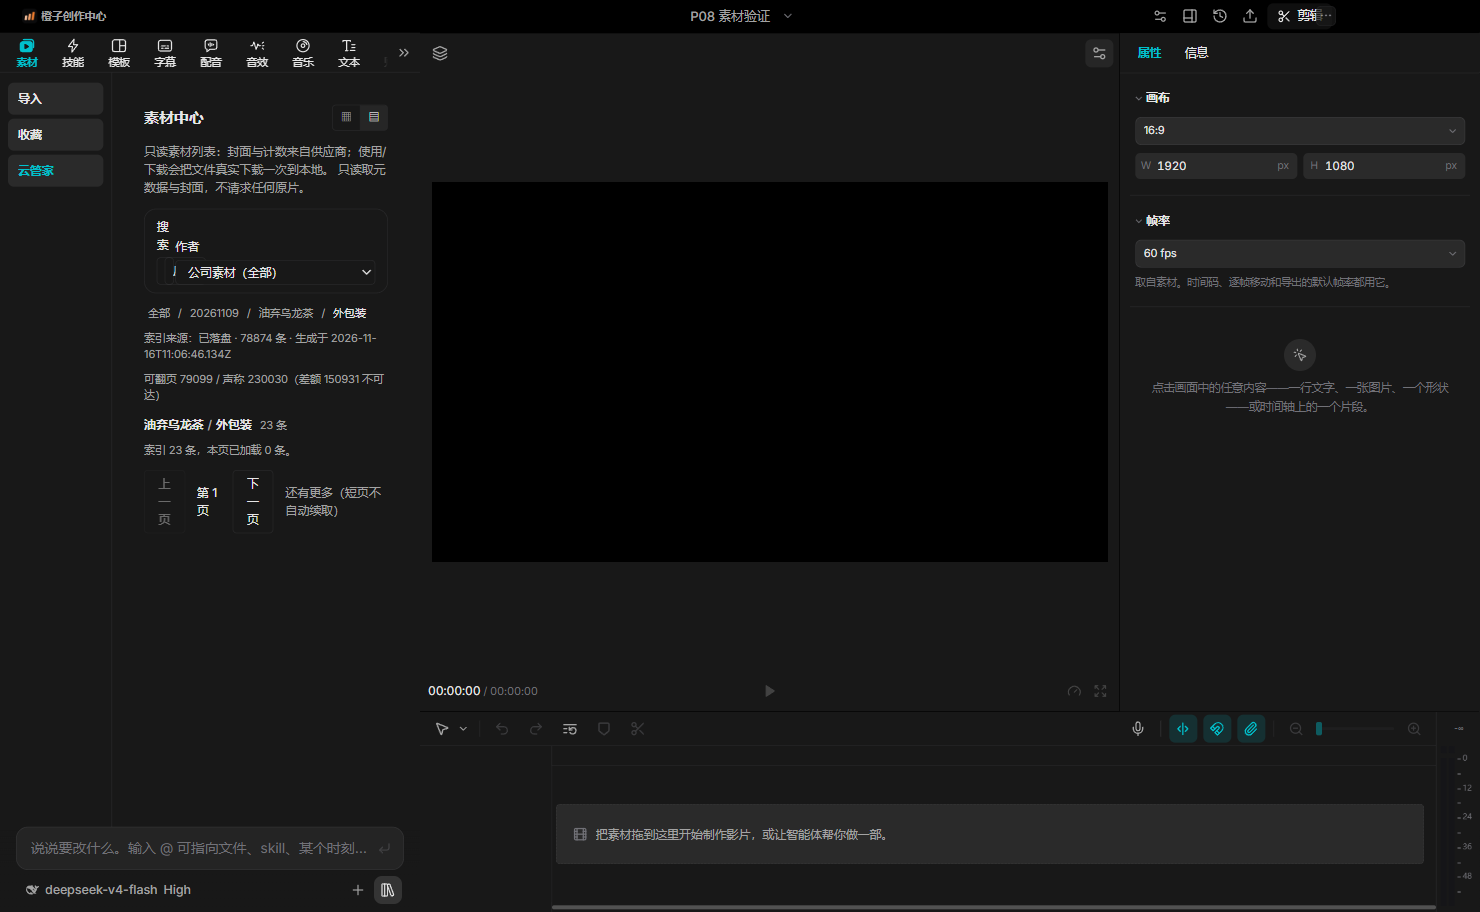 橙子创作中心
P08 素材验证
剪辑
素材
技能
模板
字幕
配音
音效
音乐
文本
导入
收藏
云管家
素材中心
只读素材列表：封面与计数来自供应商；使用/
下载会把文件真实下载一次到本地。 只读取元
数据与封面，不请求任何原片。
搜
索
作者
公司素材（全部）
全部 / 20261109 / 油弃乌龙茶 / 外包装
索引来源：已落盘 · 78874 条 · 生成于 2026-11-
16T11:06:46.134Z
可翻页 79099 / 声称 230030（差额 150931 不可
达）
油弃乌龙茶 / 外包装 23 条
索引 23 条，本页已加载 0 条。
上一页
第 1 页
下一页
还有更多（短页不
自动续取）
说说要改什么。输入 @ 可指向文件、skill、某个时刻...
deepseek-v4-flash High
00:00:00 / 00:00:00
把素材拖到这里开始制作影片，或让智能体帮你做一部。
属性
信息
画布
16:9
W 1920 px
H 1080 px
帧率
60 fps
取自素材。时间码、逐帧移动和导出的默认帧率都用它。
点击画面中的任意内容——一行文字、一张图片、一个形状
——或时间轴上的一个片段。
-∞
0
-12
-24
-36
-48